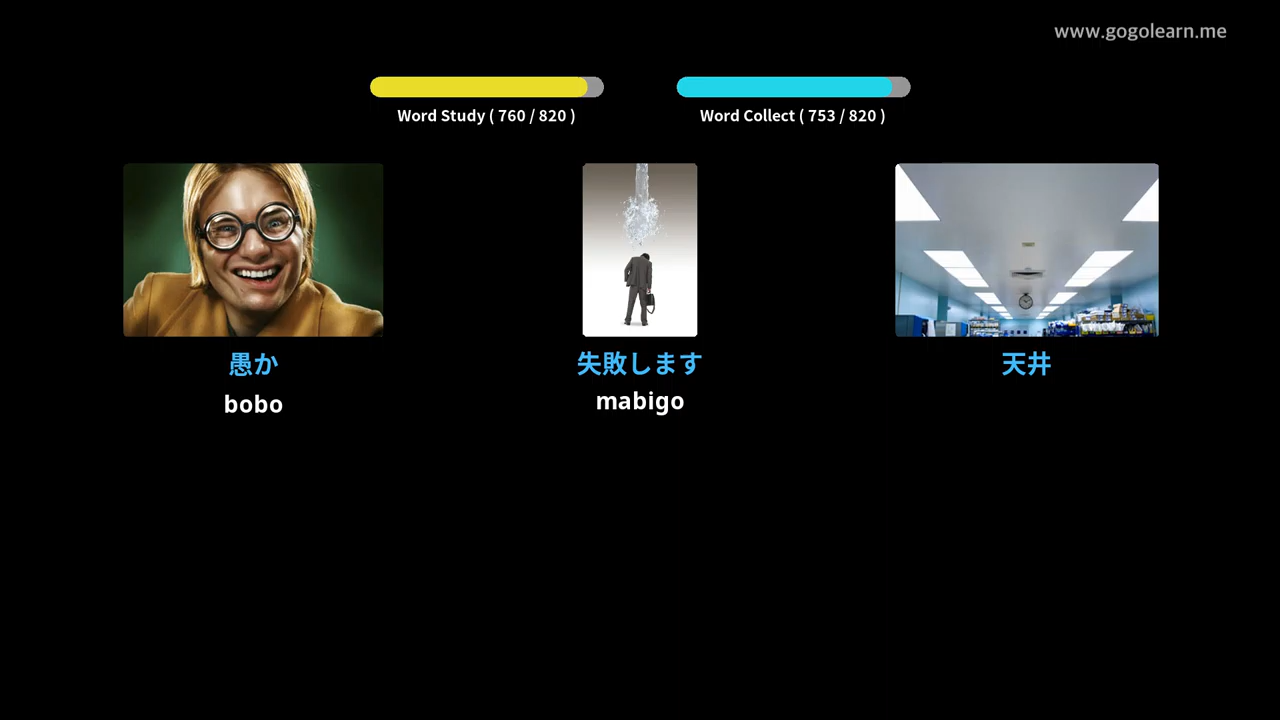 www.gogolearn.me
Word Study ( 760 / 820 )
Word Collect ( 753 / 820 )
愚か
失敗します
天井
bobo
mabigo